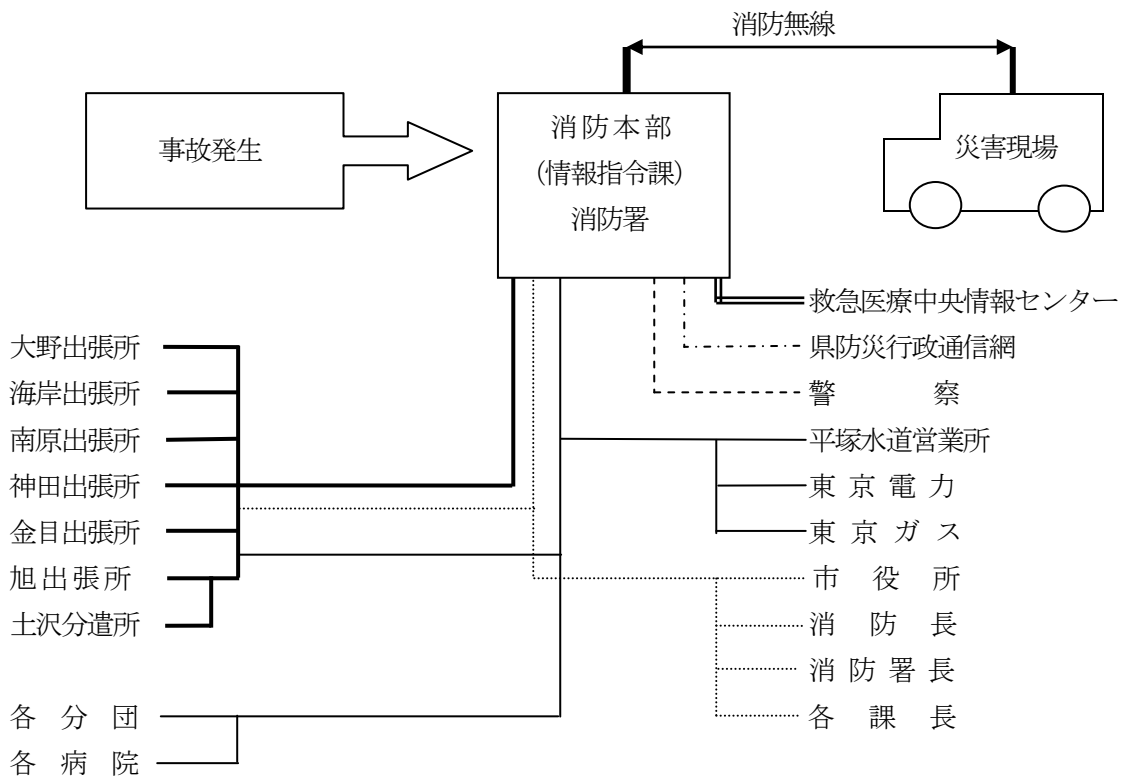 消防無線
事故発生
消防本部
(情報指令課)
消防署
災害現場
救急医療中央情報センター
県防災行政通信網
警察
平塚水道営業所
東京電力
東京ガス
市役所
消防長
消防署長
各課長
大野出張所
海岸出張所
南原出張所
神田出張所
金目出張所
旭出張所
土沢分遣所
各分団
各病院